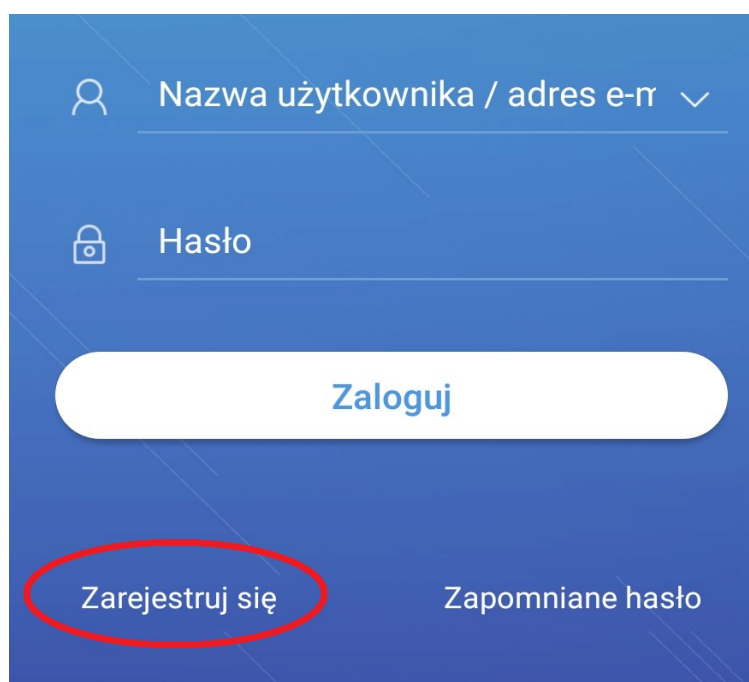 Nazwa użytkownika / adres e-m
Hasło
Zaloguj
Zarejestruj się
Zapomniane hasło